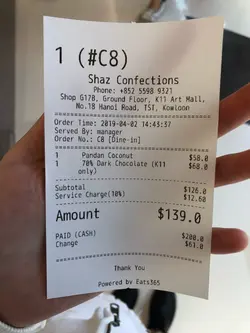 1 (#C8)
Shaz Confections
Phone: +852 5598 9321
Shop G17B, Ground Floor, K11 Art Mall,
No.18 Hanoi Road, TST, Kowloon
Order Time: 2019-04-02 14:43:37
Served By: manager
Order No.: C8 [Dine-in]
1 Pandan Coconut $58.0
1 70% Dark Chocolate (K11 $68.0
only)
Subtotal $126.0
Service Charge(10%) $12.60
Amount $139.0
PAID (CASH) $200.0
Change $61.0
Thank You
Powered by Eats365